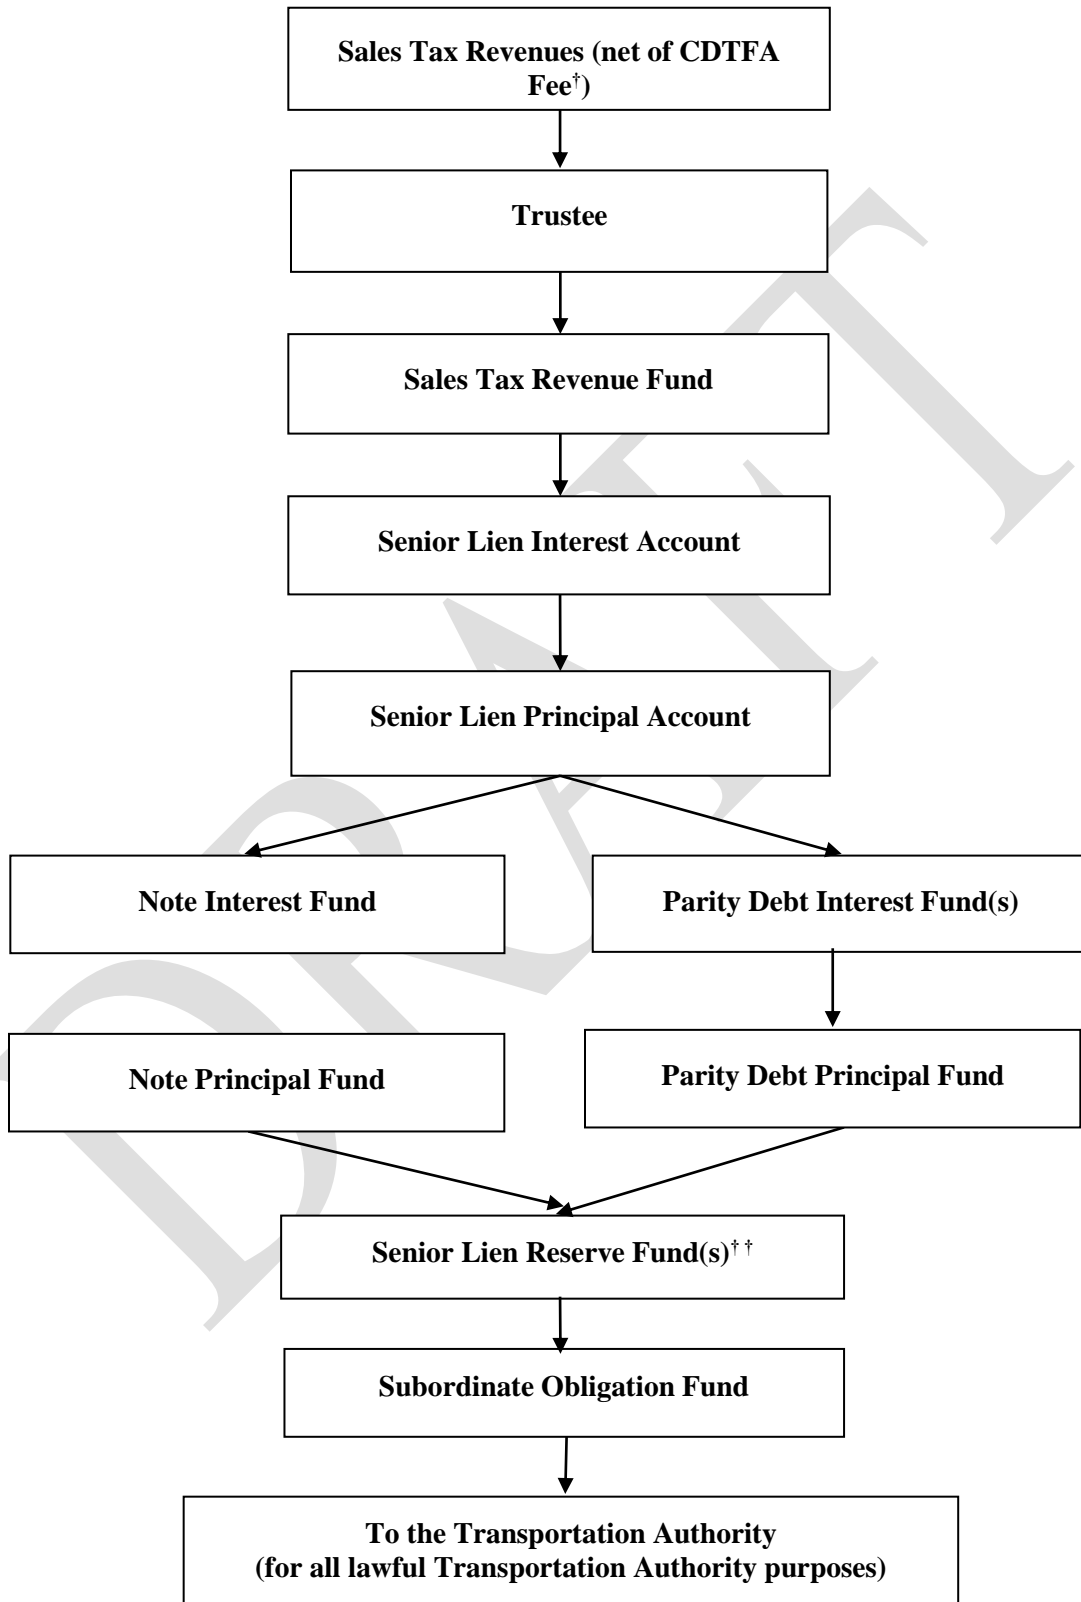 Sales Tax Revenues (net of CDTFA
Fee†)
Trustee
Sales Tax Revenue Fund
Senior Lien Interest Account
Senior Lien Principal Account
Note Interest Fund
Parity Debt Interest Fund(s)
Note Principal Fund
Parity Debt Principal Fund
Senior Lien Reserve Fund(s)† †
Subordinate Obligation Fund
To the Transportation Authority
(for all lawful Transportation Authority purposes)
DRAFT